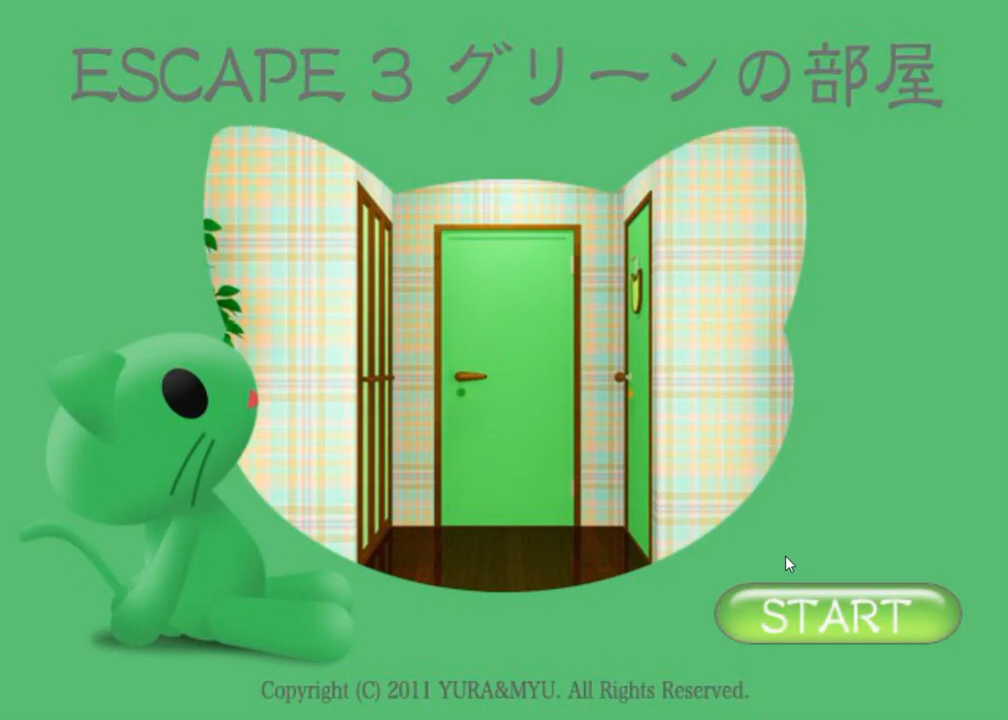 ESCAPE 3 グリーンの部屋
START
Copyright (C) 2011 YURA&MYU. All Rights Reserved.